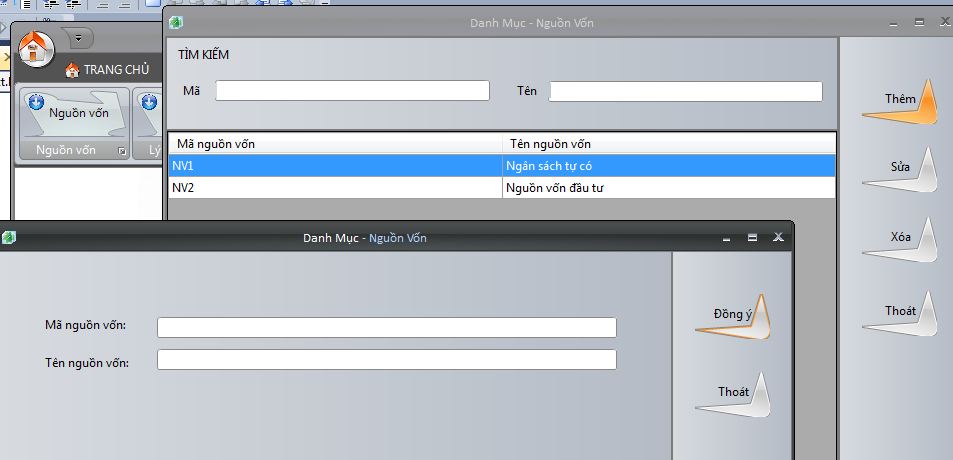 Danh Mục - Nguồn Vốn
TRANG CHỦ
Nguồn vốn
Nguồn vốn
Lý
TÌM KIẾM
Mã
Tên
Mã nguồn vốn Tên nguồn vốn
NV1 Ngân sách tự có
NV2 Nguồn vốn đầu tư
Thêm
Sửa
Xóa
Thoát
Danh Mục - Nguồn Vốn
Mã nguồn vốn:
Tên nguồn vốn:
Đồng ý
Thoát